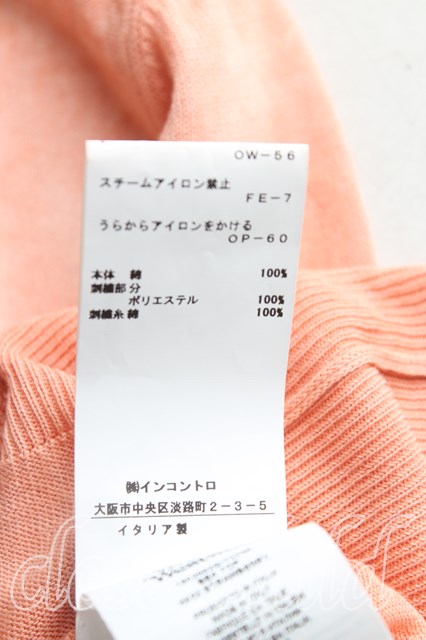 OW-56
スチームアイロン禁止
FE-7
うらからアイロンをかける
OP-60
本体 綿 100%
刺繍部分
ポリエステル 100%
刺繍糸 綿 100%
㈱インコントロ
大阪市中央区淡路町2-3-5
イタリア製